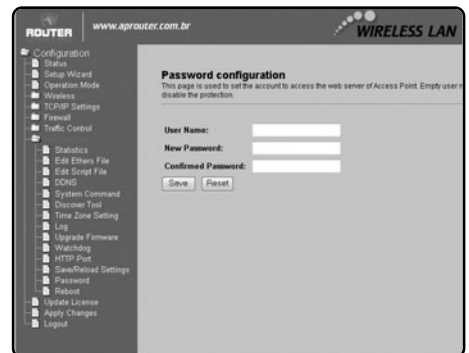 ROUTER
www.aprouter.com.br
WIRELESS LAN
Configuration
Status
Setup Wizard
Operation Mode
Wireless
TCP/IP Settings
Firewall
Traffic Control
Statistics
Edit Ethers File
Edit Script File
DDNS
System Command
Discover Tool
Time Zone Setting
Log
Upgrade Firmware
Watchdog
HTTP Port
Save/Reload Settings
Password
Reboot
Update License
Apply Changes
Logout
Password configuration
This page is used to set the account to access the web server of Access Point. Empty user n
disable the protection.
User Name:
New Password:
Confirmed Password:
Save Reset